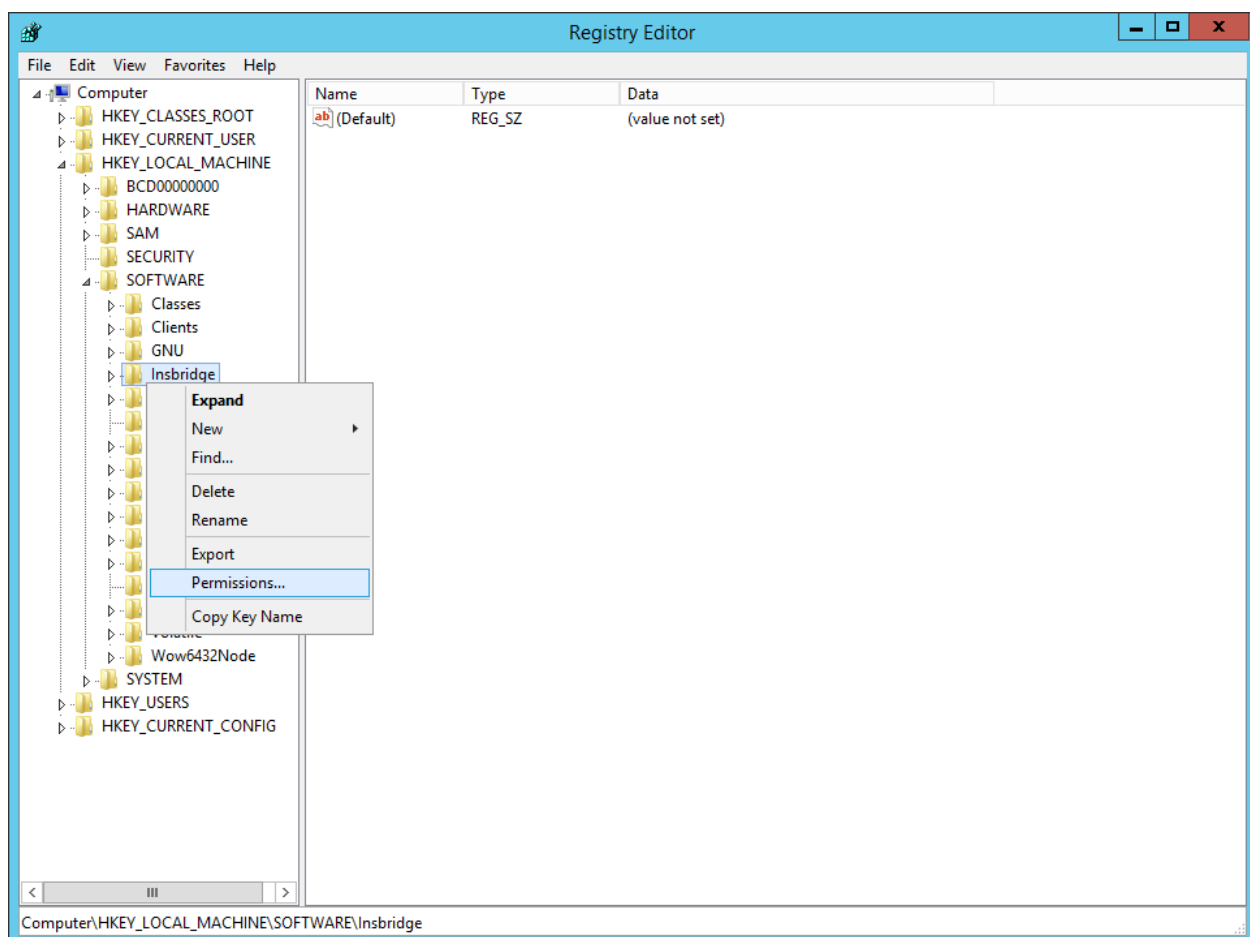 Registry Editor
File Edit View Favorites Help
Computer
HKEY_CLASSES_ROOT
HKEY_CURRENT_USER
HKEY_LOCAL_MACHINE
BCD00000000
HARDWARE
SAM
SECURITY
SOFTWARE
Classes
Clients
GNU
Insbridge
Expand
New
Find...
Delete
Rename
Export
Permissions...
Copy Key Name
Wow6432Node
SYSTEM
HKEY_USERS
HKEY_CURRENT_CONFIG
Name Type Data
ab (Default) REG_SZ (value not set)
Computer\HKEY_LOCAL_MACHINE\SOFTWARE\Insbridge